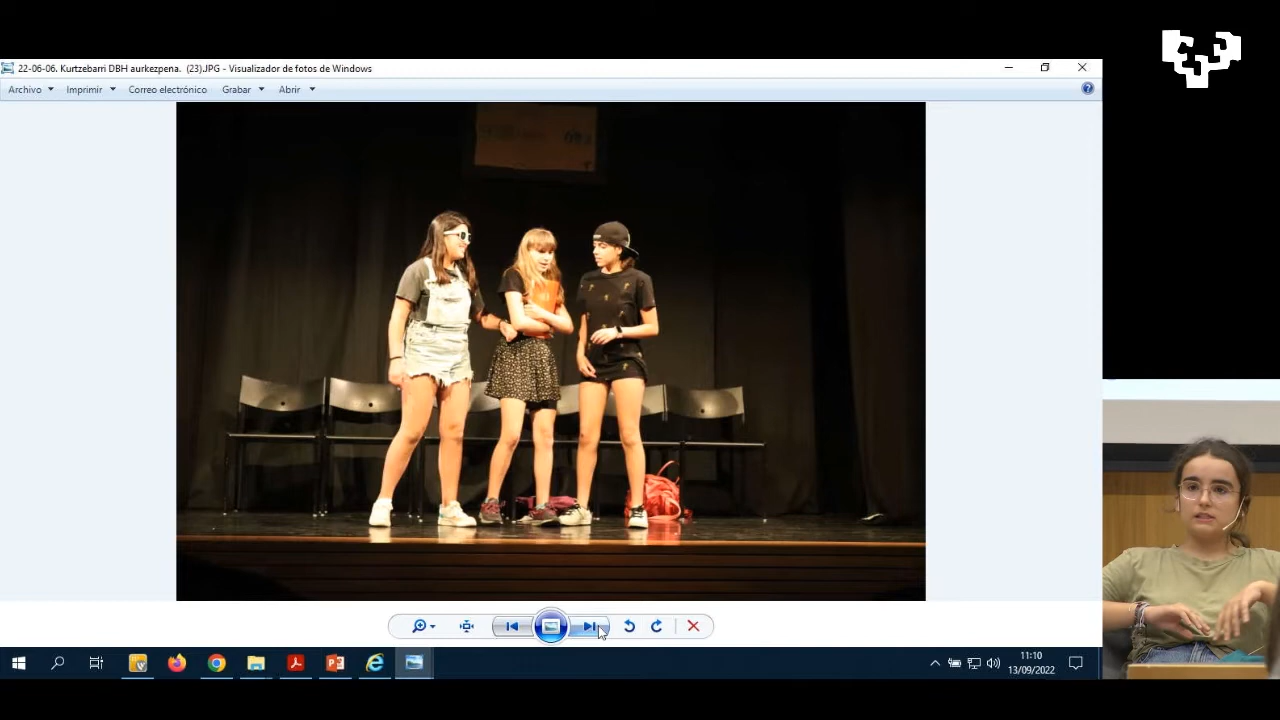 22-06-06. Kurtzebarri DBH aurkezpena. (23).JPG - Visualizador de fotos de Windows
Archivo Imprimir Correo electrónico Grabar Abrir
11:10
13/09/2022